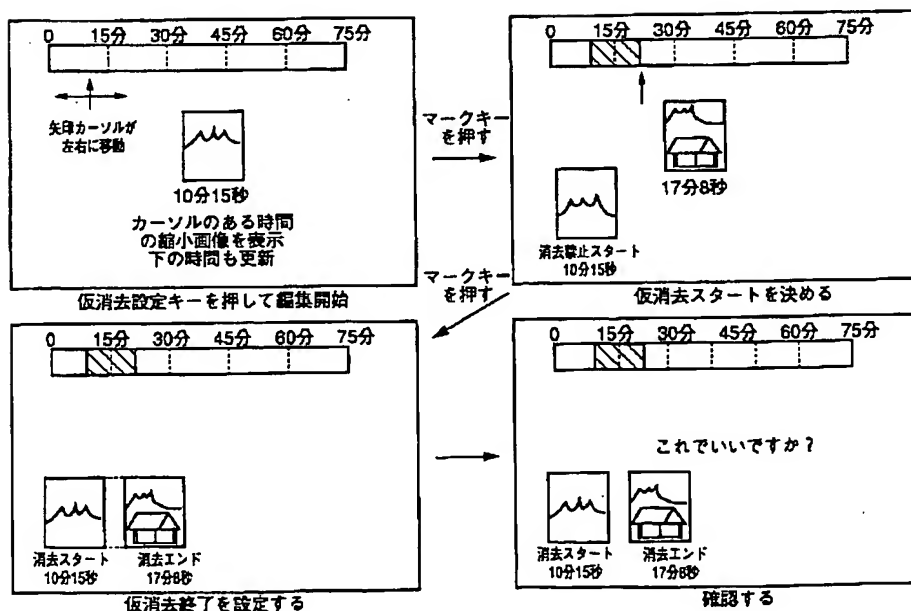 0 15分 30分 45分 60分 75分
矢印カーソルが
左右に移動
10分15秒
カーソルのある時間
の縮小画像を表示
下の時間も更新
仮消去設定キーを押して編集開始
マークキー
を押す
0 15分 30分 45分 60分 75分
17分8秒
消去禁止スタート
10分15秒
仮消去スタートを決める
マークキー
を押す
0 15分 30分 45分 60分 75分
消去スタート 消去エンド
10分15秒 17分8秒
仮消去終了を設定する
0 15分 30分 45分 60分 75分
これでいいですか？
消去スタート 消去エンド
10分15秒 17分8秒
確認する